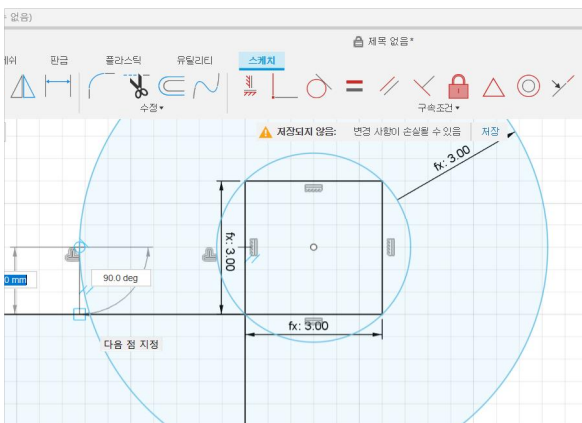 없음)
제목 없음*
판금
플라스틱
유틸리티
스케치
수정▾
구속조건▾
저장되지 않음: 변경 사항이 손실될 수 있음 저장
fx: 3.00
fx: 3.00
0 mm
90.0 deg
fx: 3.00
다음 점 지정